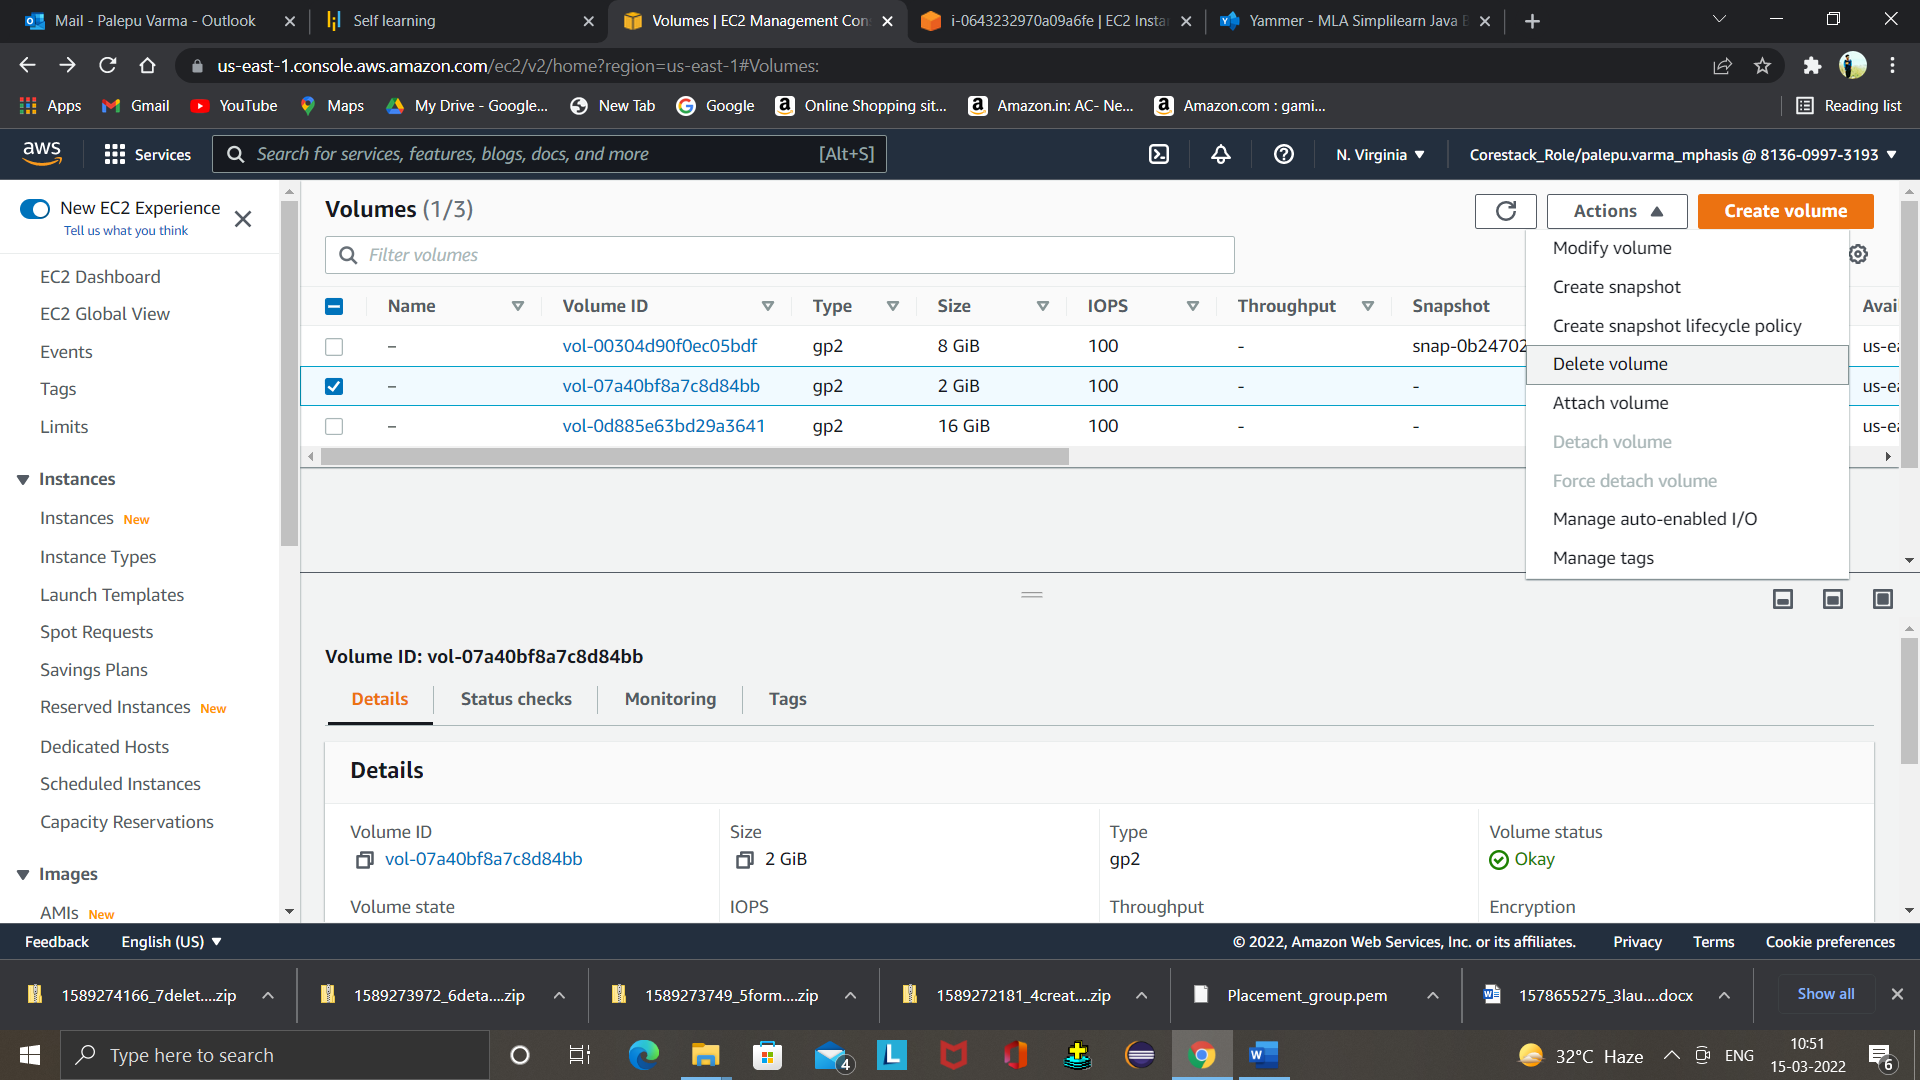 Mail - Palepu Varma - Outlook
Self learning
Volumes | EC2 Management Con
i-0643232970a09a6fe | EC2 Instan
Yammer - MLA Simplilearn Java B
us-east-1.console.aws.amazon.com/ec2/v2/home?region=us-east-1#Volumes:
Apps
Gmail
YouTube
Maps
My Drive - Google...
New Tab
Google
Online Shopping sit...
Amazon.in: AC- Ne...
Amazon.com : gami...
Reading list
aws
Services
Search for services, features, blogs, docs, and more
[Alt+S]
N. Virginia
Corestack_Role/palepu.varma_mphasis @ 8136-0997-3193
New EC2 Experience
Tell us what you think
EC2 Dashboard
EC2 Global View
Events
Tags
Limits
Instances
Instances New
Instance Types
Launch Templates
Spot Requests
Savings Plans
Reserved Instances New
Dedicated Hosts
Scheduled Instances
Capacity Reservations
Images
AMIs New
Volumes (1/3)
Actions
Create volume
Filter volumes
Name Volume ID Type Size IOPS Throughput Snapshot Avai
– vol-00304d90f0ec05bdf gp2 8 GiB 100 - snap-0b24702 us-ea
– vol-07a40bf8a7c8d84bb gp2 2 GiB 100 - - us-ea
– vol-0d885e63bd29a3641 gp2 16 GiB 100 - - us-ea
Modify volume
Create snapshot
Create snapshot lifecycle policy
Delete volume
Attach volume
Detach volume
Force detach volume
Manage auto-enabled I/O
Manage tags
Volume ID: vol-07a40bf8a7c8d84bb
Details
Status checks
Monitoring
Tags
Details
Volume ID Size Type Volume status
vol-07a40bf8a7c8d84bb 2 GiB gp2 Okay
Volume state IOPS Throughput Encryption
Feedback
English (US)
© 2022, Amazon Web Services, Inc. or its affiliates.
Privacy
Terms
Cookie preferences
1589274166_7delet....zip
1589273972_6deta....zip
1589273749_5form....zip
1589272181_4creat....zip
Placement_group.pem
1578655275_3lau....docx
Show all
Type here to search
4
L
32°C Haze
ENG
10:51
15-03-2022
6